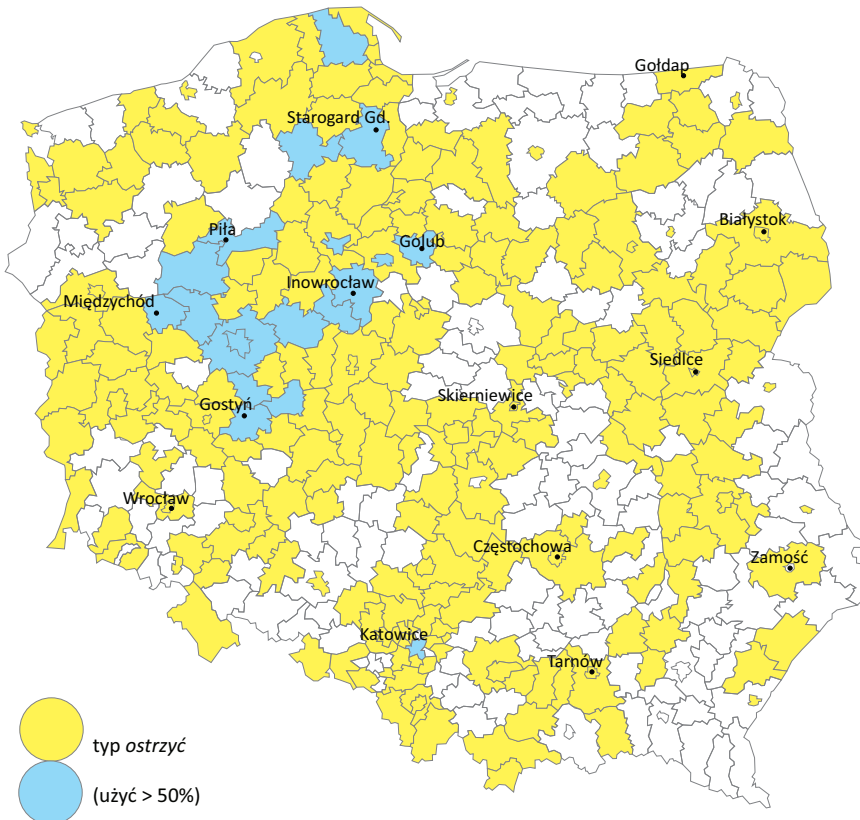 Gołdap
Starogard Gd.
Białystok
Piła
Golub
Inowrocław
Międzychód
Siedlce
Skierniewice
Gostyń
Wrocław
Częstochowa
Zamość
Katowice
Tarnów
typ ostrzyć
(użyć > 50%)